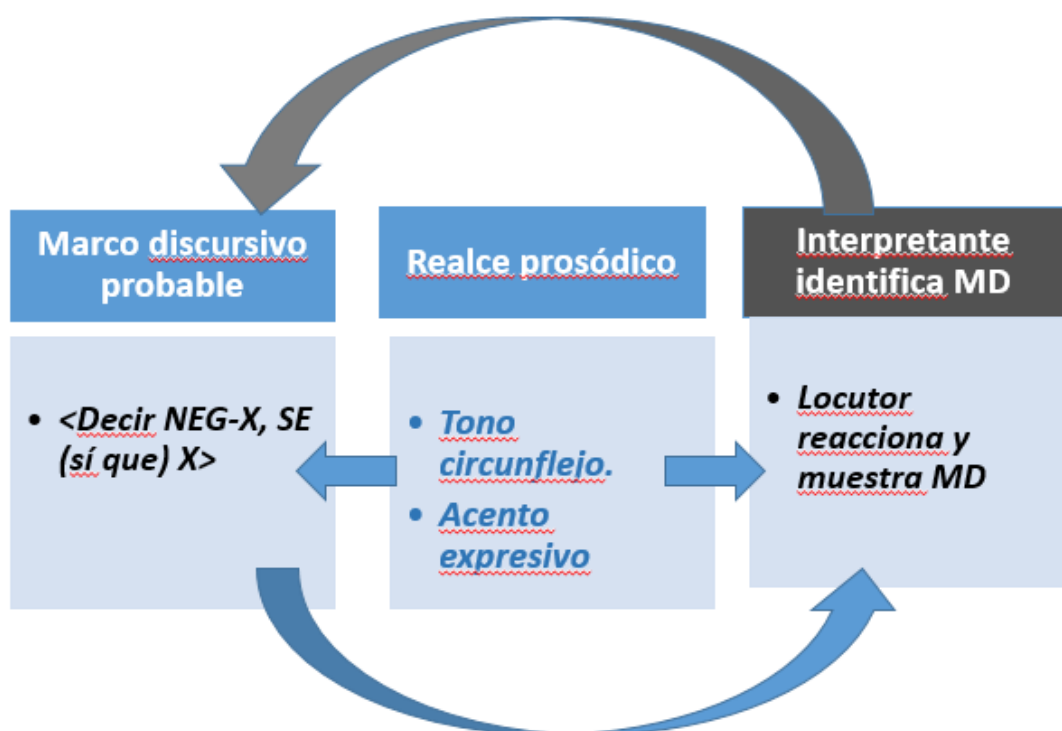 Marco discursivo
probable
Realce prosódico
Interpretante
identifica MD
• <Decir NEG-X, SE
(sí que) X>
• Tono
circunflejo.
• Acento
expresivo
• Locutor
reacciona y
muestra MD